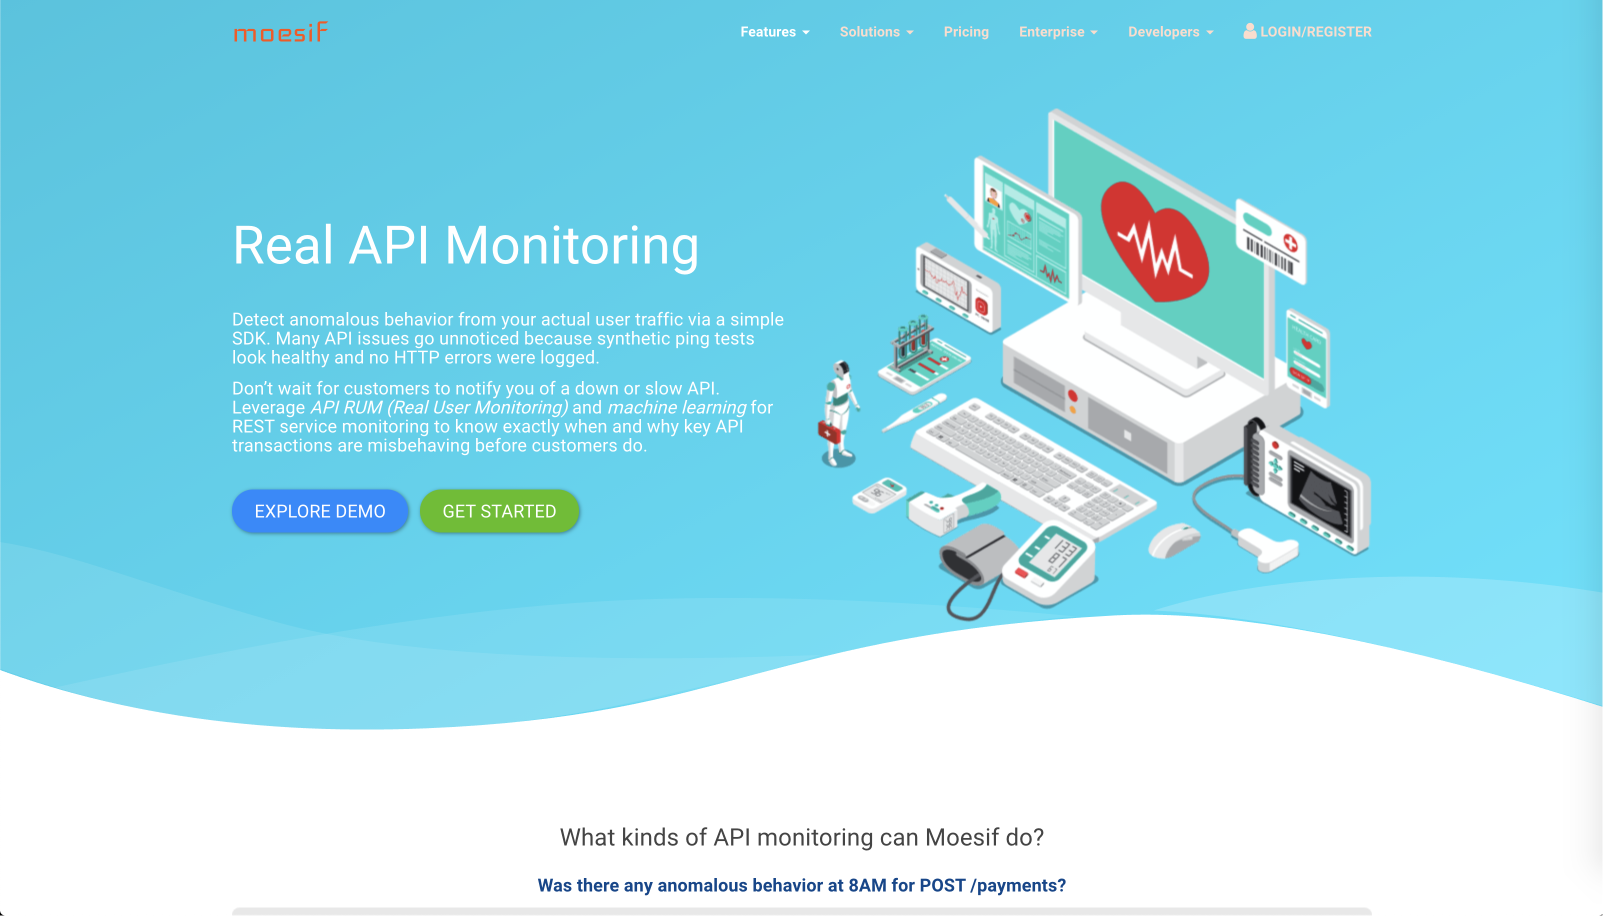 moesif
Features
Solutions
Pricing
Enterprise
Developers
LOGIN/REGISTER
Real API Monitoring
Detect anomalous behavior from your actual user traffic via a simple
SDK. Many API issues go unnoticed because synthetic ping tests
look healthy and no HTTP errors were logged.
Don’t wait for customers to notify you of a down or slow API.
Leverage API RUM (Real User Monitoring) and machine learning for
REST service monitoring to know exactly when and why key API
transactions are misbehaving before customers do.
EXPLORE DEMO
GET STARTED
What kinds of API monitoring can Moesif do?
Was there any anomalous behavior at 8AM for POST /payments?